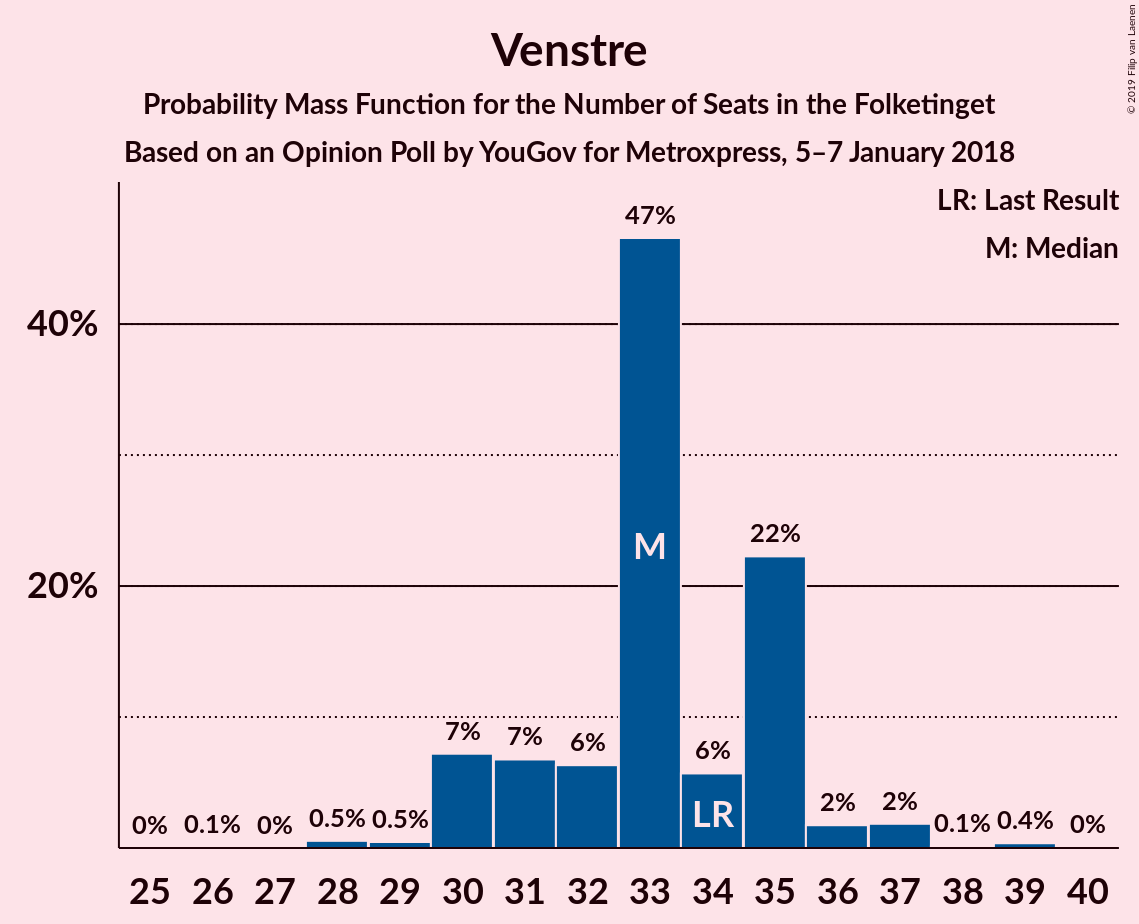 Venstre
Probability Mass Function for the Number of Seats in the Folketinget
Based on an Opinion Poll by YouGov for Metroxpress, 5–7 January 2018
© 2019 Filip van Laenen
LR: Last Result
M: Median
40%
20%
0%
0.1%
0%
0.5%
0.5%
7%
7%
6%
47%
M
6%
LR
22%
2%
2%
0.1%
0.4%
0%
25 26 27 28 29 30 31 32 33 34 35 36 37 38 39 40